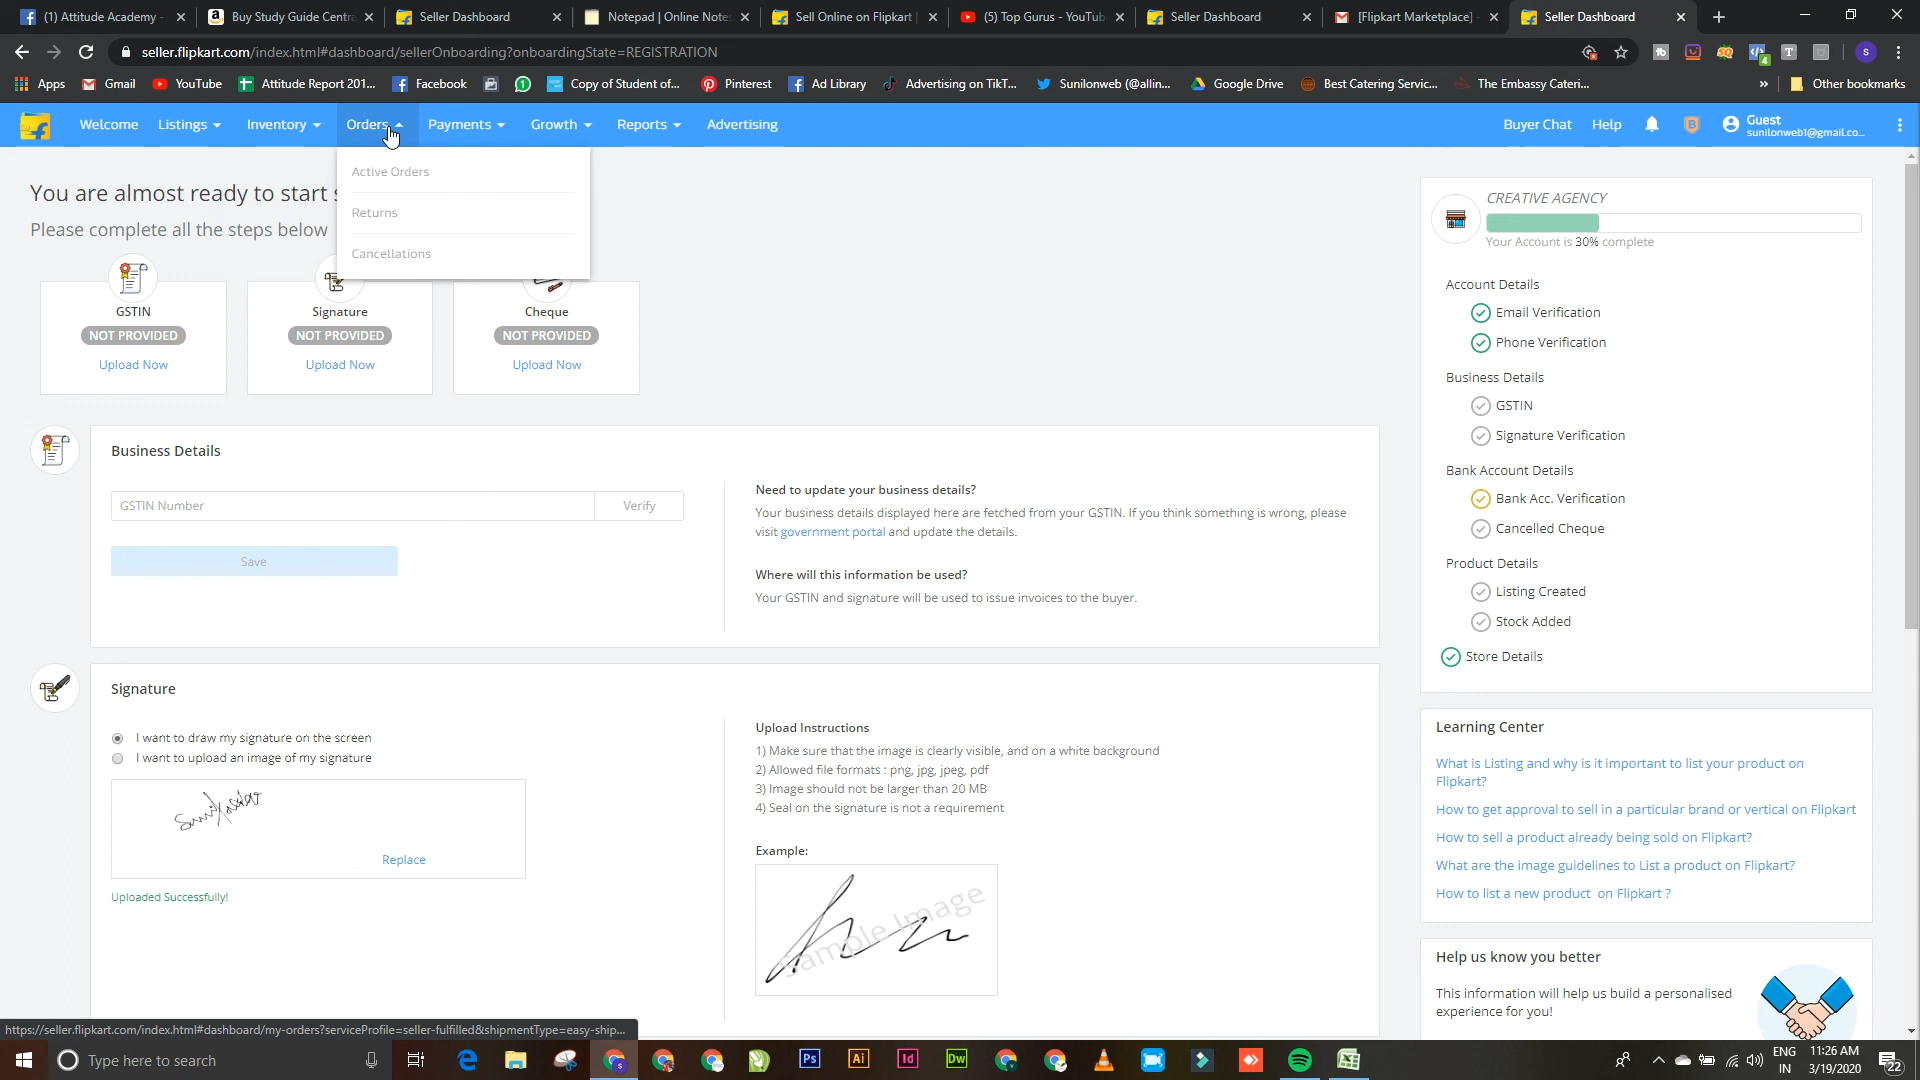 (1) Attitude Academy -
Buy Study Guide Centra
Seller Dashboard
Notepad | Online Note
Sell Online on Flipkart |
(5) Top Gurus - YouTub
Seller Dashboard
[Flipkart Marketplace] -
Seller Dashboard
seller.flipkart.com/index.html#dashboard/sellerOnboarding?onboardingState=REGISTRATION
Apps Gmail YouTube Attitude Report 201... Facebook Copy of Student of... Pinterest Ad Library Advertising on TikT... Sunilonweb (@allin... Google Drive Best Catering Servic... The Embassy Cateri... » Other bookmarks
Welcome Listings Inventory Orders Payments Growth Reports Advertising Buyer Chat Help Guest
sunilonweb1@gmail.co...
Active Orders
Returns
Cancellations
You are almost ready to start s
Please complete all the steps below
GSTIN
NOT PROVIDED
Upload Now
Signature
NOT PROVIDED
Upload Now
Cheque
NOT PROVIDED
Upload Now
Business Details
GSTIN Number Verify
Save
Need to update your business details?
Your business details displayed here are fetched from your GSTIN. If you think something is wrong, please
visit government portal and update the details.
Where will this information be used?
Your GSTIN and signature will be used to issue invoices to the buyer.
Signature
I want to draw my signature on the screen
I want to upload an image of my signature
Replace
Uploaded Successfully!
Upload Instructions
1) Make sure that the image is clearly visible, and on a white background
2) Allowed file formats : png, jpg, jpeg, pdf
3) Image should not be larger than 20 MB
4) Seal on the signature is not a requirement
Example:
Sample Image
CREATIVE AGENCY
Your Account is 30% complete
Account Details
Email Verification
Phone Verification
Business Details
GSTIN
Signature Verification
Bank Account Details
Bank Acc. Verification
Cancelled Cheque
Product Details
Listing Created
Stock Added
Store Details
Learning Center
What is Listing and why is it important to list your product on
Flipkart?
How to get approval to sell in a particular brand or vertical on Flipkart
How to sell a product already being sold on Flipkart?
What are the image guidelines to List a product on Flipkart?
How to list a new product on Flipkart ?
Help us know you better
This information will help us build a personalised
experience for you!
https://seller.flipkart.com/index.html#dashboard/my-orders?serviceProfile=seller-fulfilled&shipmentType=easy-ship...
Type here to search
Ps Ai Id Dw
ENG
IN
11:26 AM
3/19/2020
22